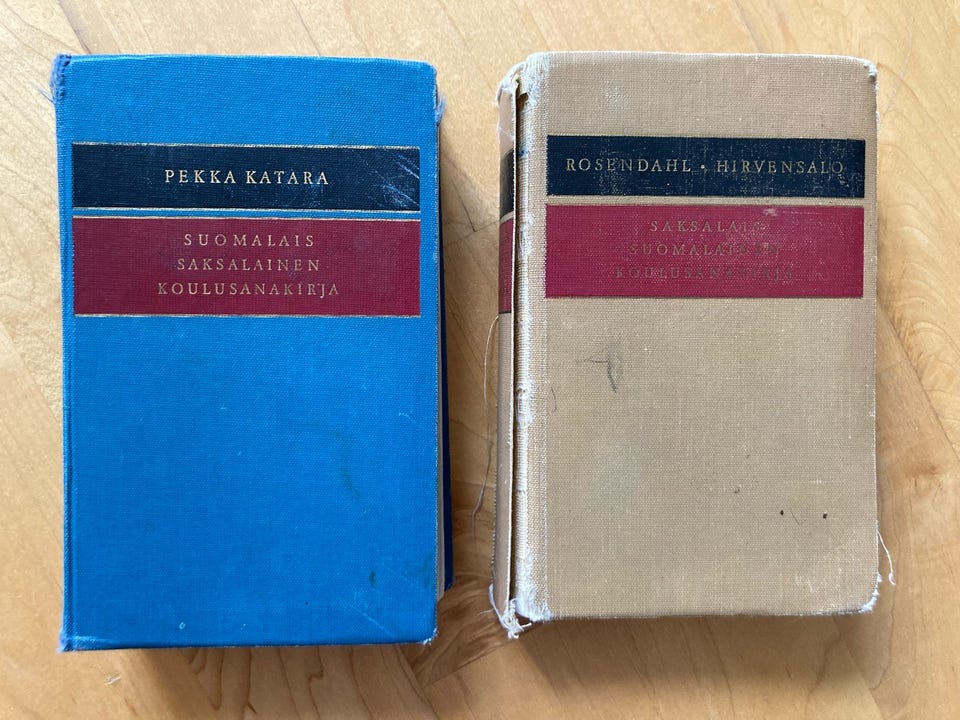 PEKKA KATARA
SUOMALAIS
SAKSALAINEN
KOULUSANAKIRJA
ROSENDAHL • HIRVENSALO
SAKSALAIS
SUOMALAINEN
KOULUSANAKIRJA